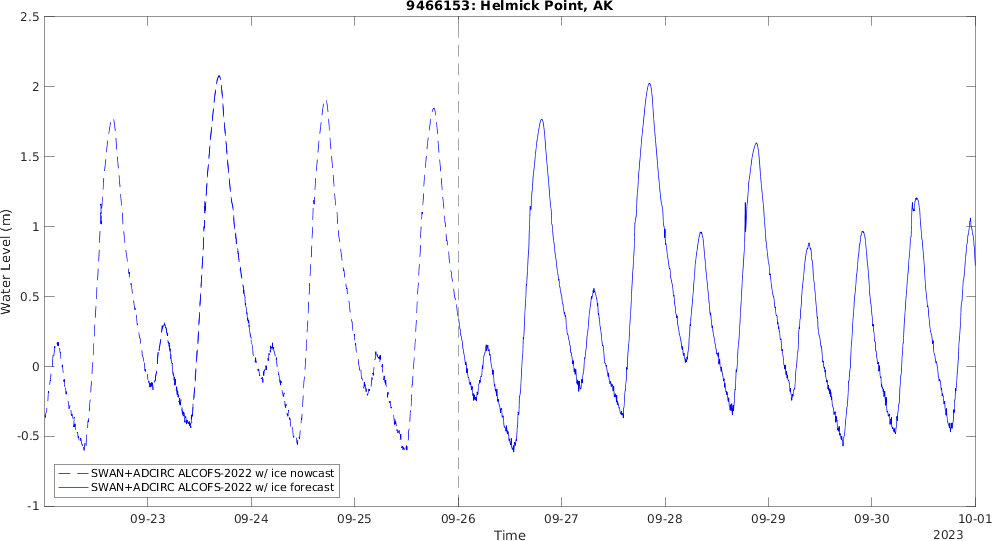 9466153: Helmick Point, AK
2.5
2
1.5
1
0.5
0
-0.5
-1
Water Level (m)
SWAN+ADCIRC ALCOFS-2022 w/ ice nowcast
SWAN+ADCIRC ALCOFS-2022 w/ ice forecast
09-23 09-24 09-25 09-26 09-27 09-28 09-29 09-30 10-01
Time
2023